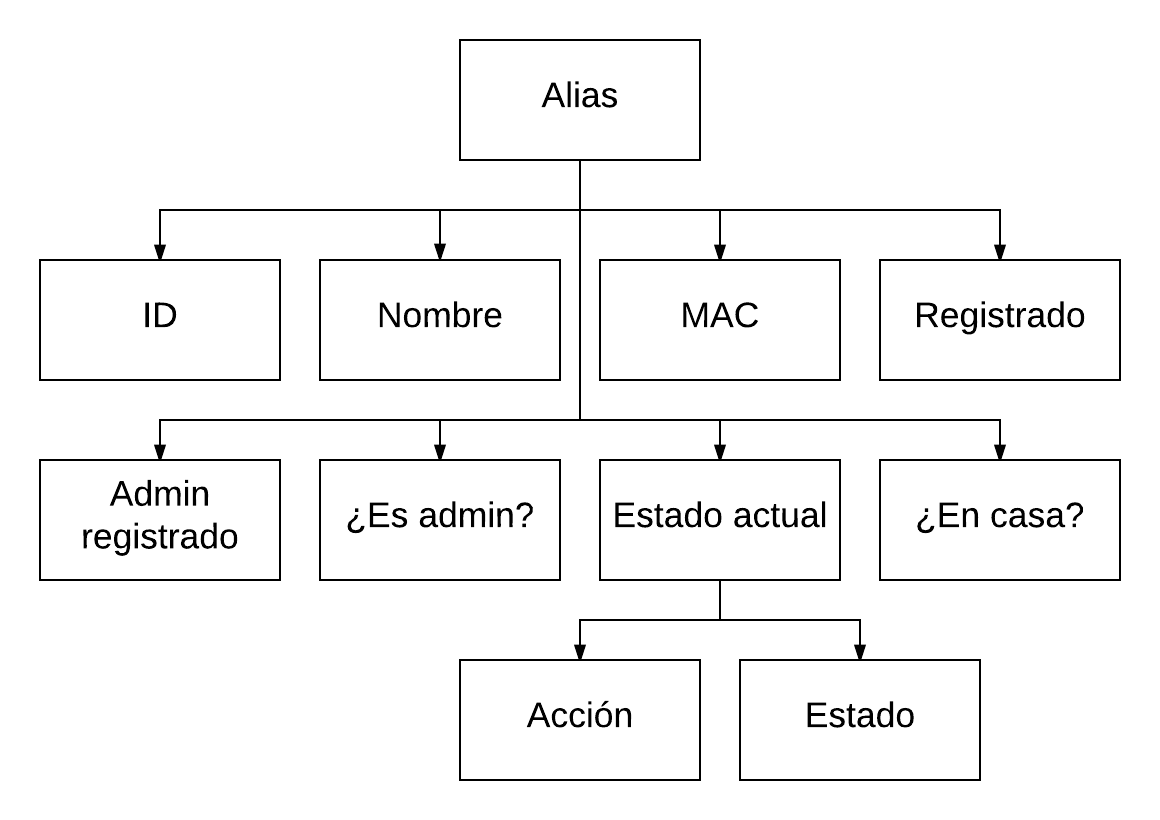 Alias
ID
Nombre
MAC
Registrado
Admin
registrado
¿Es admin?
Estado actual
¿En casa?
Acción
Estado